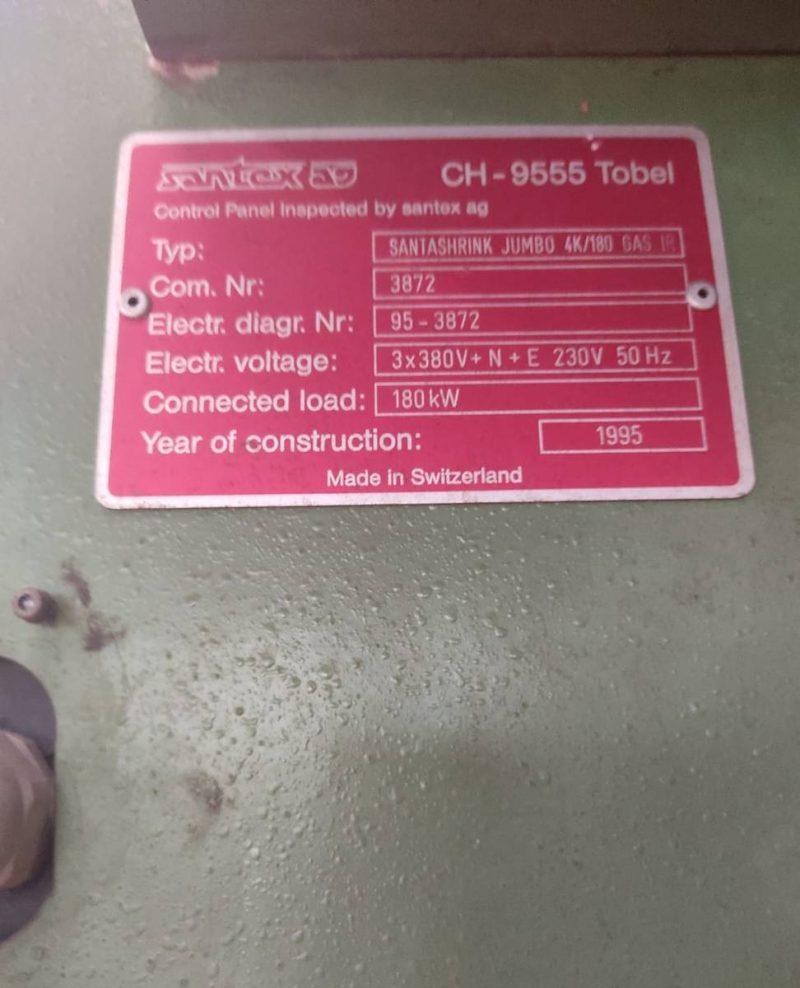 santex ag CH-9555 Tobel
Control Panel Inspected by santex ag
Typ: SANTASHRINK JUMBO 4K/180 GAS IR
Com. Nr: 3872
Electr. diagr. Nr: 95-3872
Electr. voltage: 3x380V+N+E 230V 50Hz
Connected load: 180kW
Year of construction: 1995
Made in Switzerland